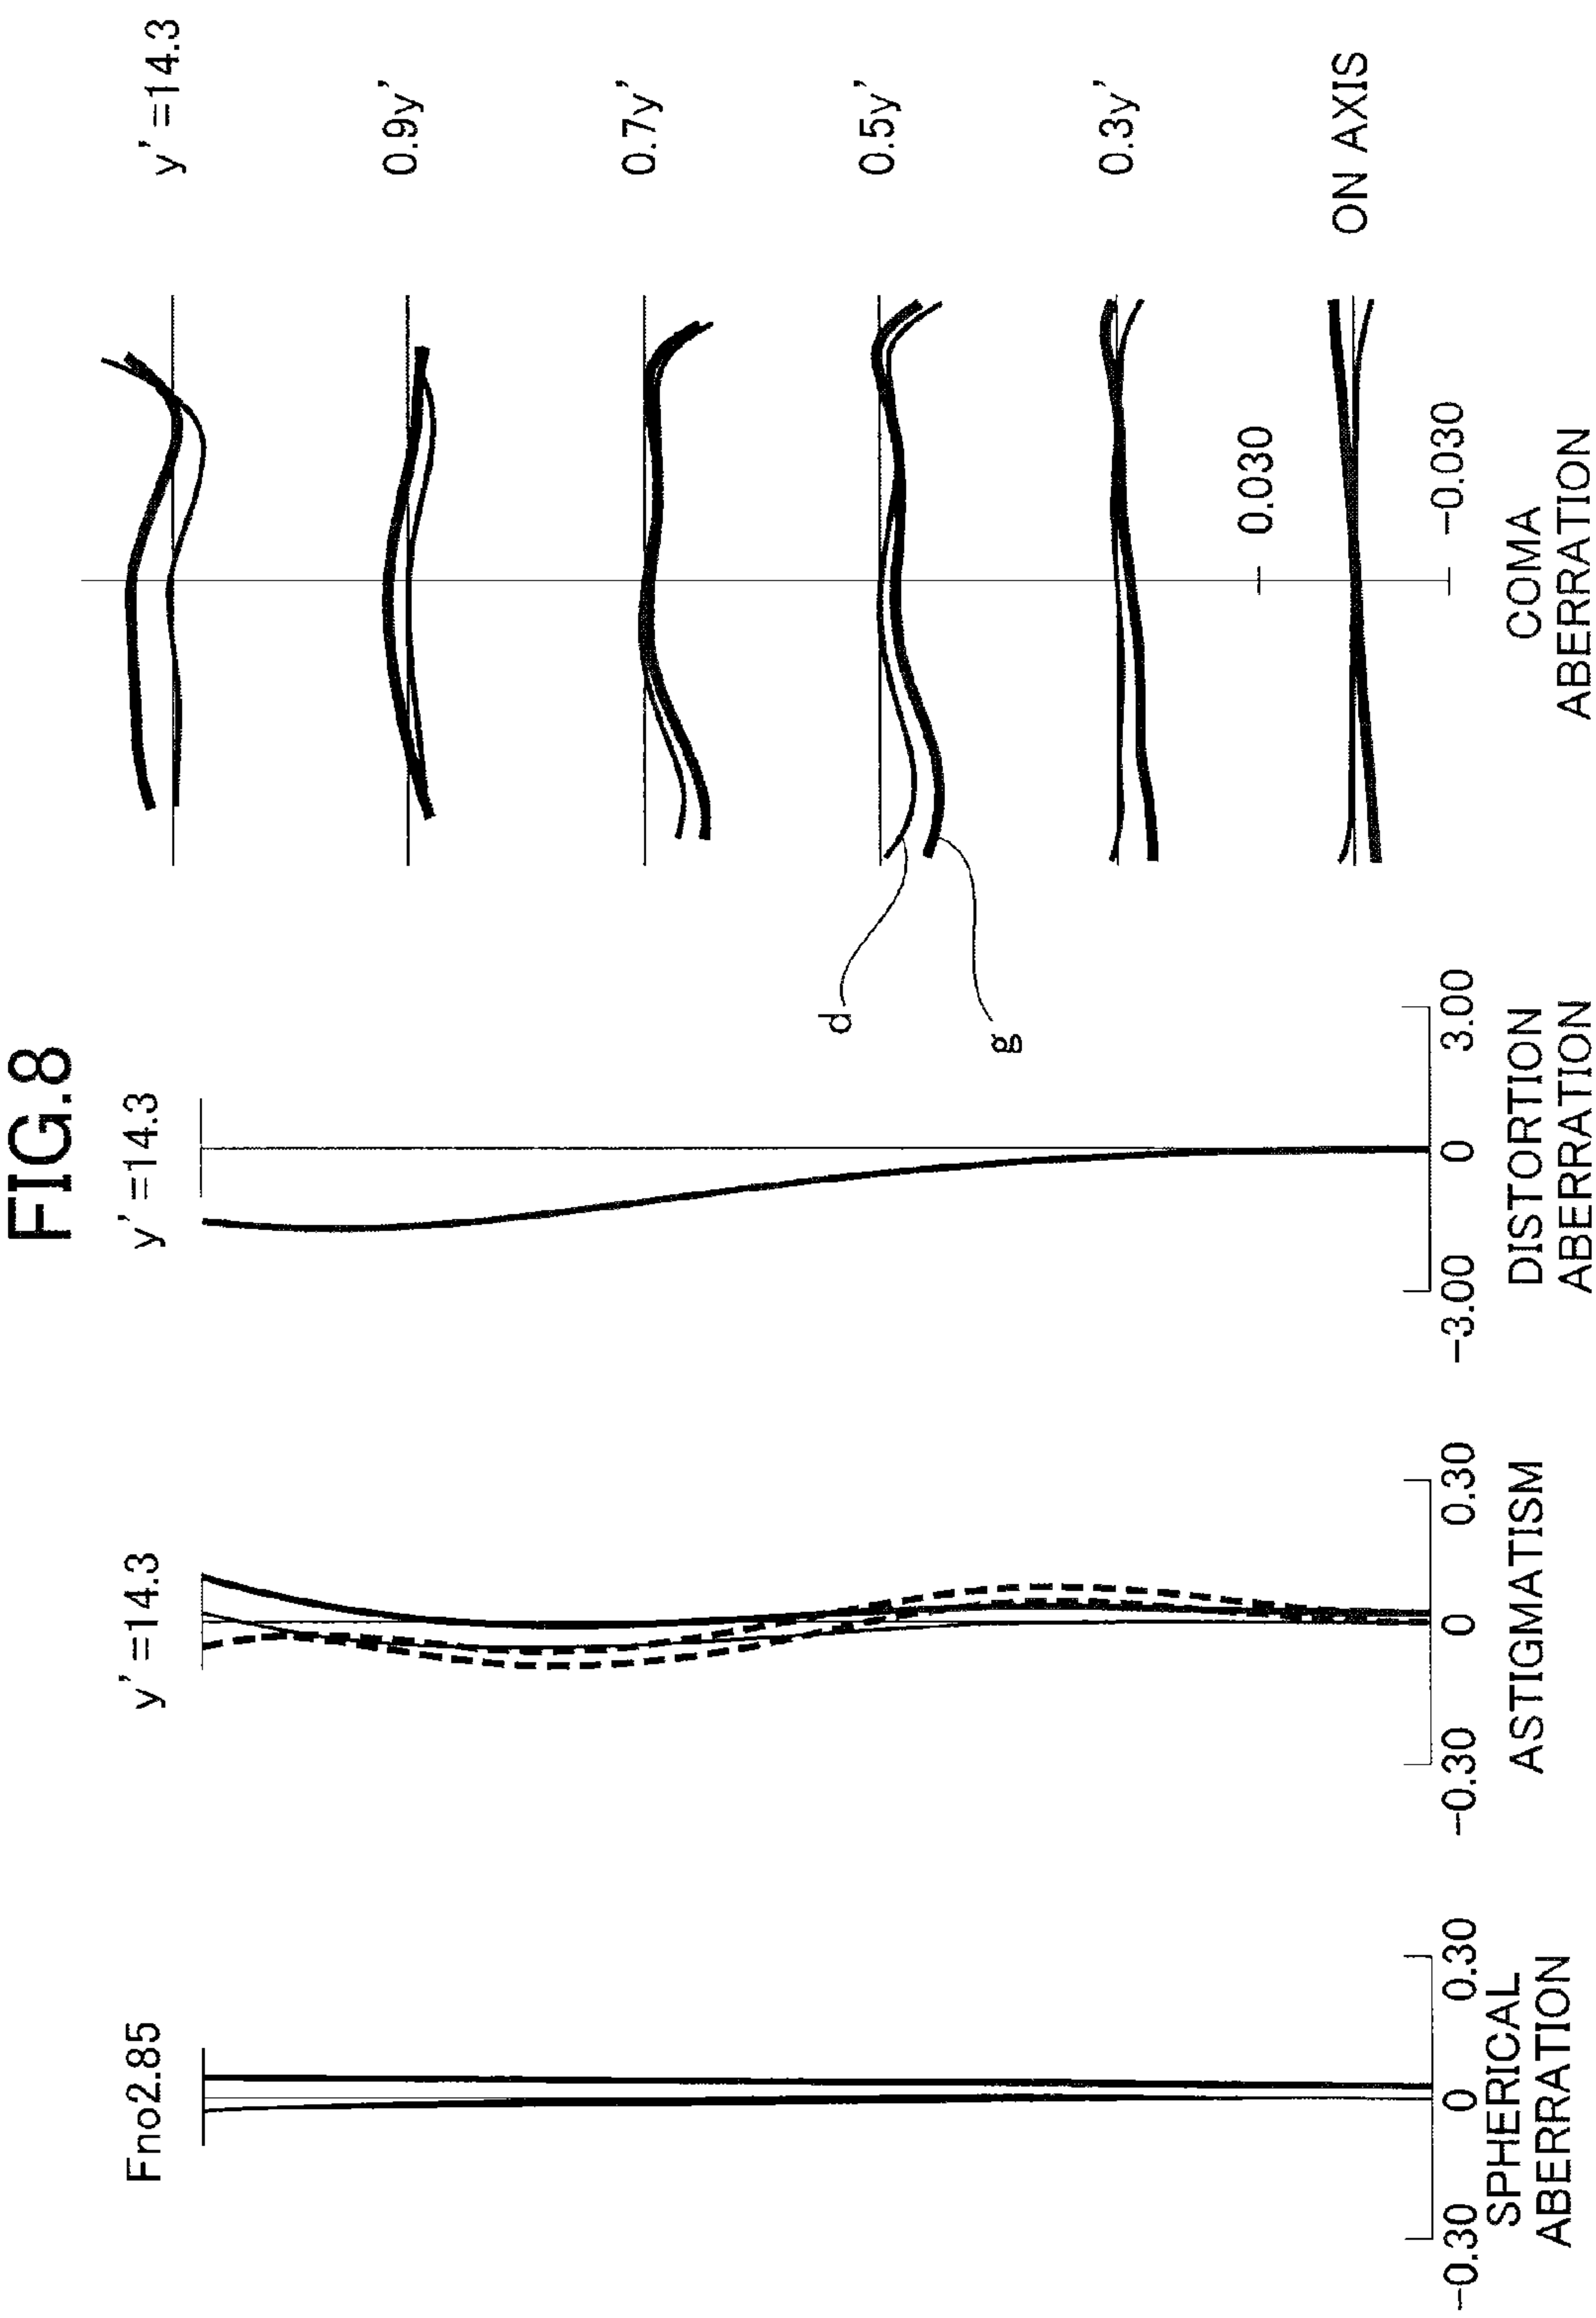 FIG.8
Fno2.85
-0.30 0 0.30
SPHERICAL
ABERRATION
y'=14.3
-0.30 0 0.30
ASTIGMATISM
y'=14.3
-3.00 0 3.00
DISTORTION
ABERRATION
y'=14.3
0.9y'
0.7y'
0.5y'
d
g
0.3y'
0.030
ON AXIS
-0.030
COMA
ABERRATION